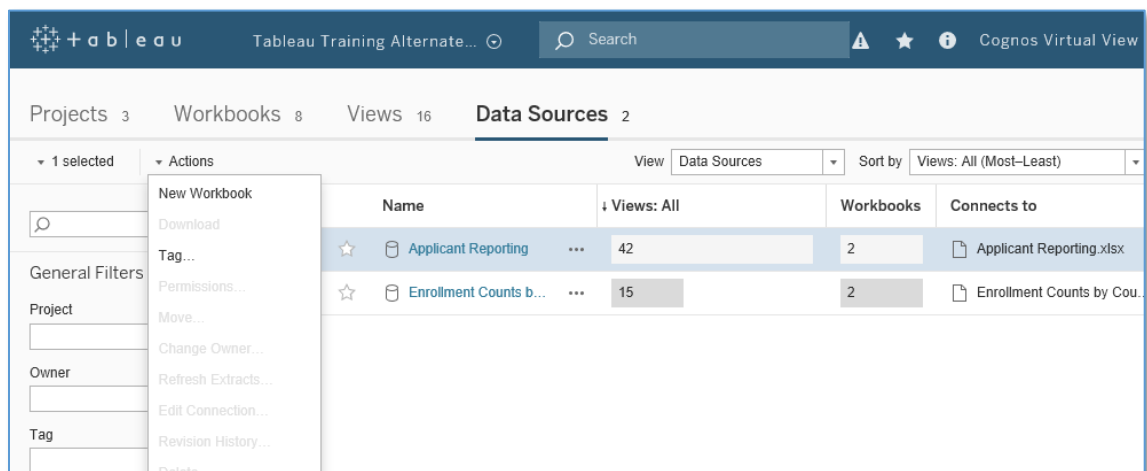 +ableau Tableau Training Alternate... Search Cognos Virtual View
Projects 3 Workbooks 8 Views 16 Data Sources 2
1 selected Actions View Data Sources Sort by Views: All (Most–Least)
New Workbook
Name ↓ Views: All Workbooks Connects to
Download
Applicant Reporting ... 42 2 Applicant Reporting.xlsx
Tag...
General Filters
Permissions...
Enrollment Counts b... ... 15 2 Enrollment Counts by Cou...
Project
Move...
Change Owner...
Owner
Refresh Extracts...
Edit Connection...
Tag
Revision History...
Delete